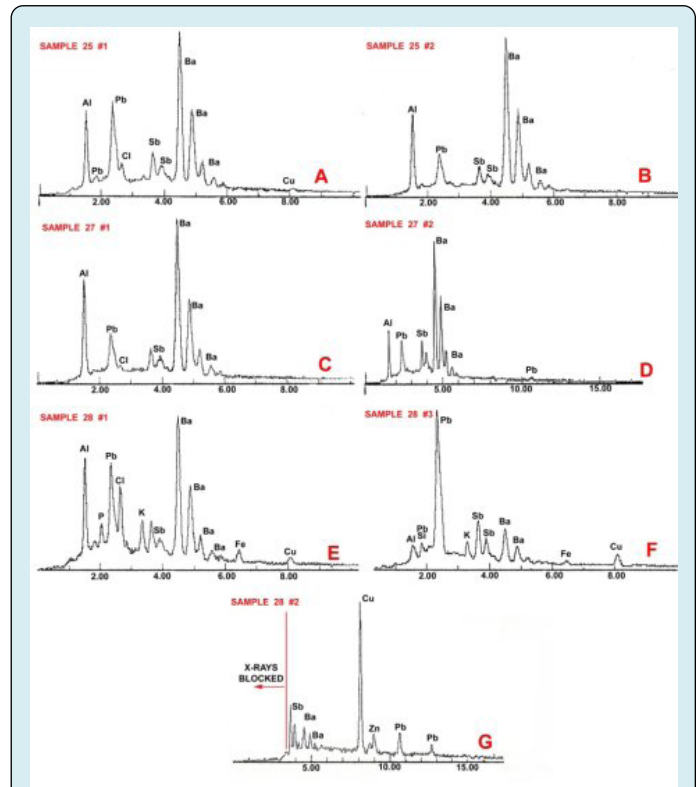 SAMPLE 25 #1
Ba
Al
Pb
Ba
Sb
Pb
Cl
Sb
Ba
Cu
A
2.00 4.00 6.00 8.00
SAMPLE 25 #2
Ba
Al
Ba
Pb
Sb
Sb
Ba
B
2.00 4.00 6.00 8.00
SAMPLE 27 #1
Ba
Al
Ba
Pb
Cl
Sb
Ba
C
2.00 4.00 6.00 8.00
SAMPLE 27 #2
Ba
Ba
Al
Pb
Sb
Ba
Pb
D
5.00 10.00 15.00
SAMPLE 28 #1
Ba
Al
Pb
Cl
Ba
P
K
Sb
Ba
Ba
Fe
Cu
E
2.00 4.00 6.00 8.00
SAMPLE 28 #3
Pb
Sb
Ba
Pb
Al Si
K
Sb
Ba
Fe
Cu
F
2.00 4.00 6.00 8.00
SAMPLE 28 #2
Cu
X-RAYS
BLOCKED
Sb
Ba
Ba
Zn
Pb
Pb
G
5.00 10.00 15.00